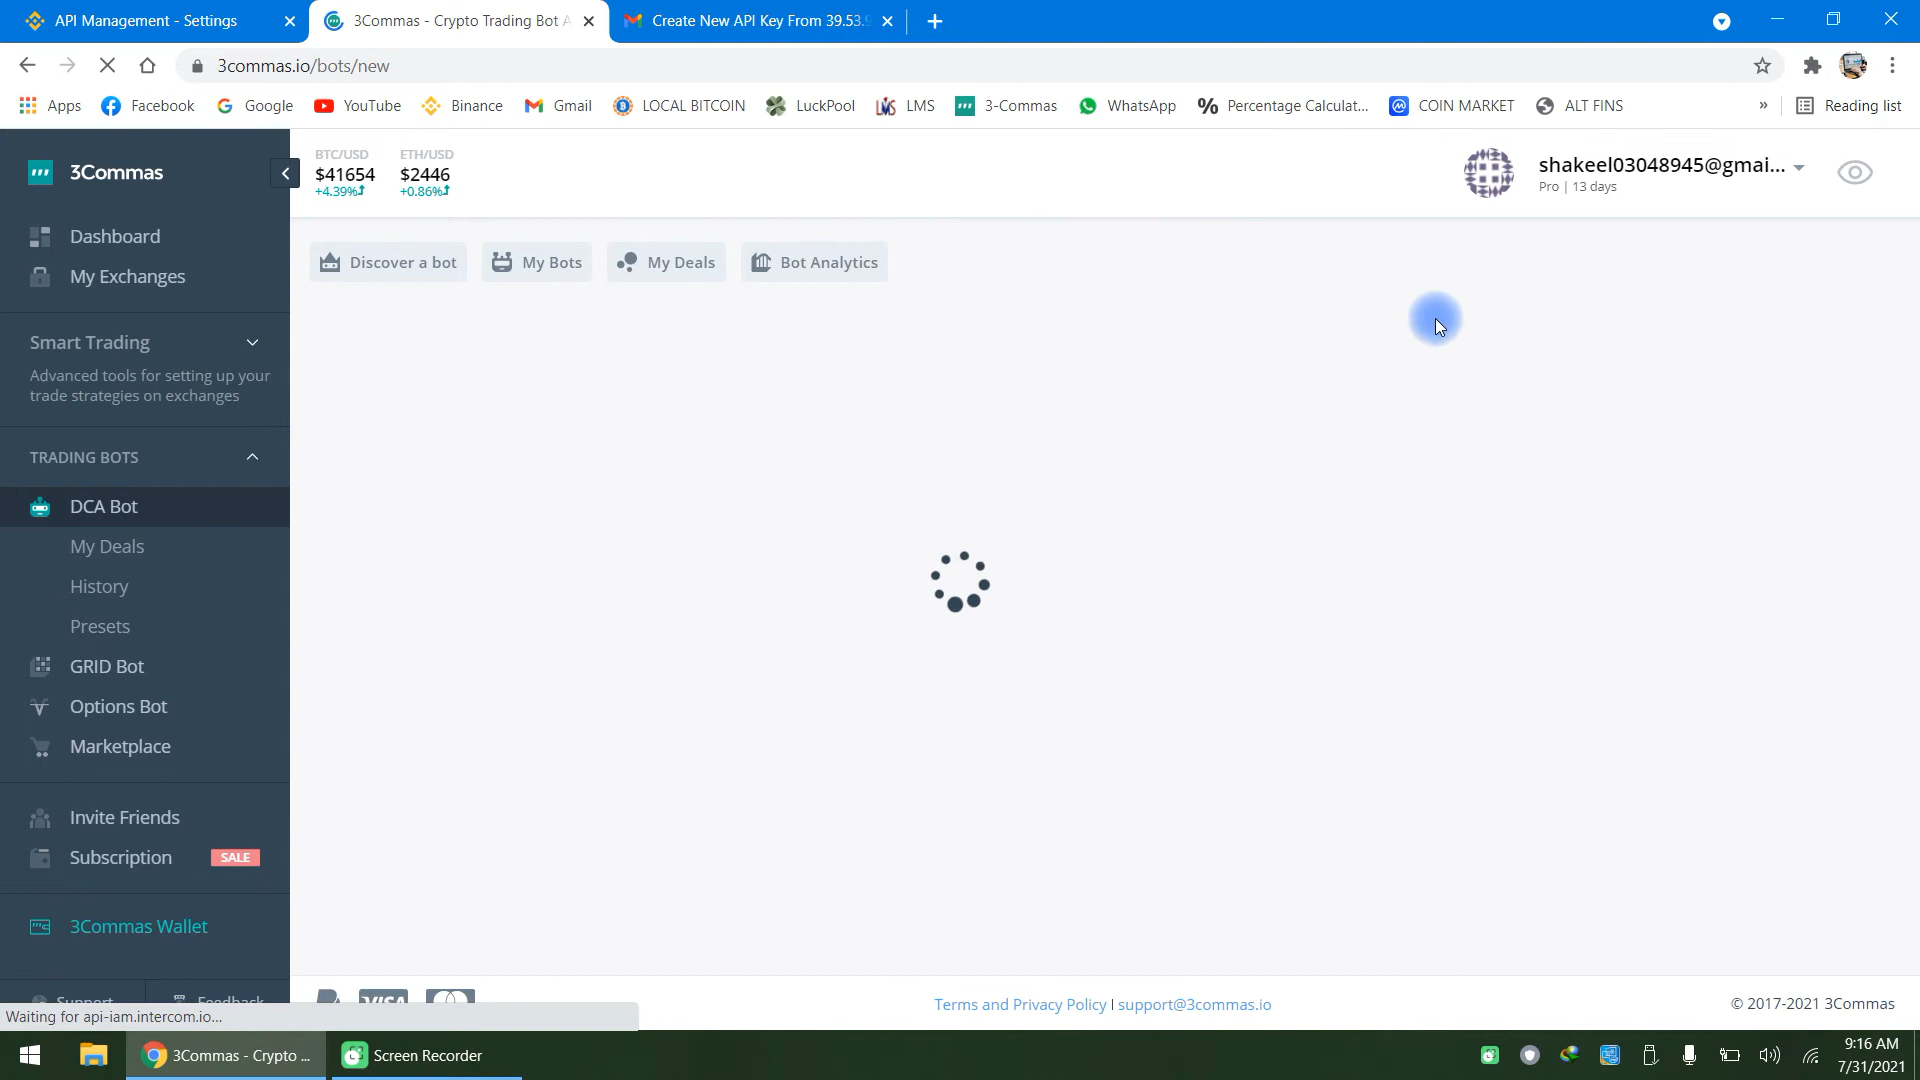 API Management - Settings
3Commas - Crypto Trading Bot A
Create New API Key From 39.53.9
3commas.io/bots/new
Apps
Facebook
Google
YouTube
Binance
Gmail
LOCAL BITCOIN
LuckPool
LMS
3-Commas
WhatsApp
Percentage Calculat...
COIN MARKET
ALT FINS
»
Reading list
3Commas
BTC/USD
$41654
+4.39%
ETH/USD
$2446
+0.86%
shakeel03048945@gmai...
Pro | 13 days
Dashboard
My Exchanges
Smart Trading
Advanced tools for setting up your
trade strategies on exchanges
TRADING BOTS
DCA Bot
My Deals
History
Presets
GRID Bot
Options Bot
Marketplace
Invite Friends
Subscription
SALE
3Commas Wallet
Support
Feedback
Discover a bot
My Bots
My Deals
Bot Analytics
VISA
Terms and Privacy Policy | support@3commas.io
© 2017-2021 3Commas
Waiting for api-iam.intercom.io...
3Commas - Crypto ...
Screen Recorder
9:16 AM
7/31/2021